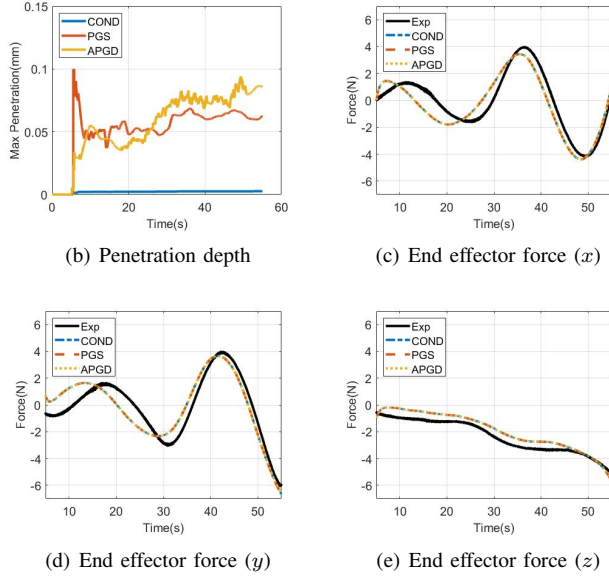 0.15
0.1
0.05
0
Max Penetration(mm)
COND
PGS
APGD
0 20 40 60
Time(s)
(b) Penetration depth
6
4
2
0
-2
-4
-6
Force(N)
Exp
COND
PGS
APGD
10 20 30 40 50
Time(s)
(c) End effector force (x)
6
4
2
0
-2
-4
-6
Force(N)
Exp
COND
PGS
APGD
10 20 30 40 50
Time(s)
(d) End effector force (y)
6
4
2
0
-2
-4
-6
Force(N)
Exp
COND
PGS
APGD
10 20 30 40 50
Time(s)
(e) End effector force (z)